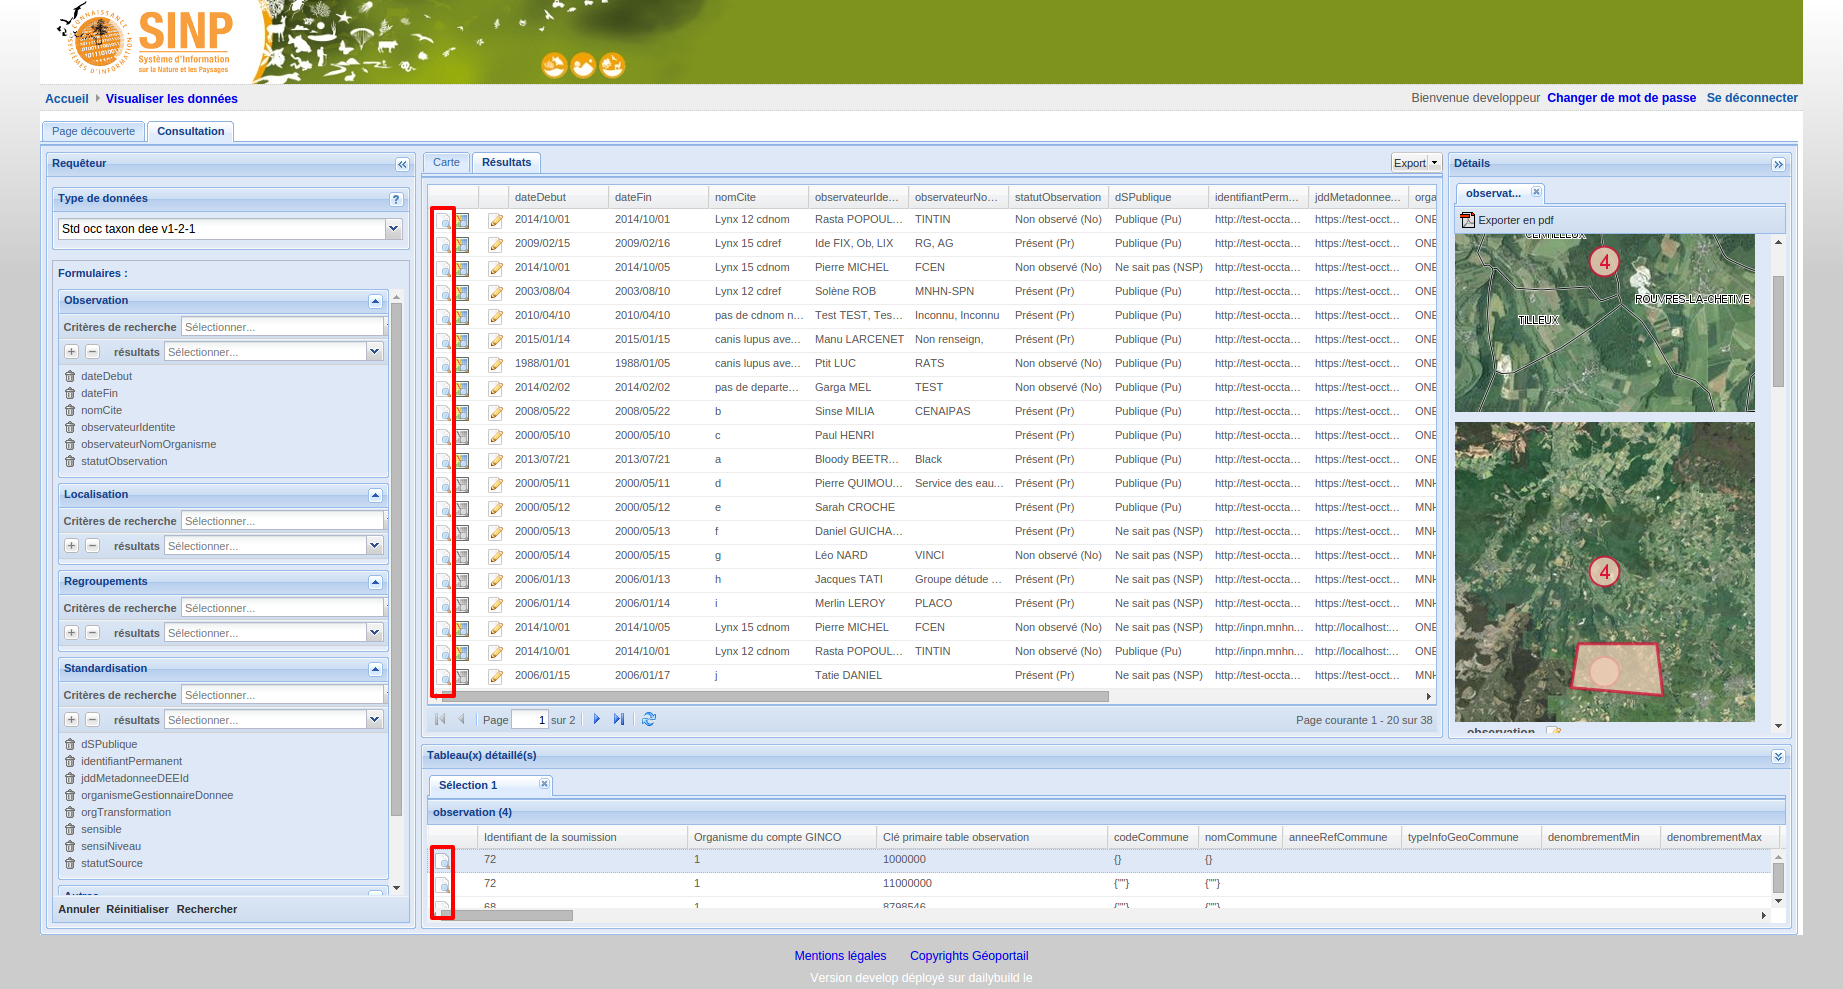 SINP
Système d'Information
sur la Nature et les Paysages
Accueil Visualiser les données
Bienvenue developpeur Changer de mot de passe Se déconnecter
Page découverte Consultation
Requêteur
Type de données
Std occ taxon dee v1-2-1
Formulaires :
Observation
Critères de recherche Sélectionner...
résultats Sélectionner...
dateDebut
dateFin
nomCite
observateurIdentite
observateurNomOrganisme
statutObservation
Localisation
Critères de recherche Sélectionner...
résultats Sélectionner...
Regroupements
Critères de recherche Sélectionner...
résultats Sélectionner...
Standardisation
Critères de recherche Sélectionner...
résultats Sélectionner...
dSPublique
identifiantPermanent
jddMetadonneeDEEId
organismeGestionnaireDonnee
orgTransformation
sensible
sensiNiveau
statutSource
Autres
Annuler Réinitialiser Rechercher
Carte Résultats Export
dateDebut dateFin nomCite observateurIde... observateurNo... statutObservation dSPublique identifiantPerm... jddMetadonnee... orga
2014/10/01 2014/10/01 Lynx 12 cdnom Rasta POPOUL... TINTIN Non observé (No) Publique (Pu) http://test-occta... https://test-occt... ONE
2009/02/15 2009/02/16 Lynx 15 cdref Ide FIX, Ob, LIX RG, AG Présent (Pr) Publique (Pu) http://test-occta... https://test-occt... ONE
2014/10/01 2014/10/05 Lynx 15 cdnom Pierre MICHEL FCEN Non observé (No) Ne sait pas (NSP) http://test-occta... https://test-occt... ONE
2003/08/04 2003/08/10 Lynx 12 cdref Solène ROB MNHN-SPN Présent (Pr) Publique (Pu) http://test-occta... https://test-occt... ONE
2010/04/10 2010/04/10 pas de cdnom n... Test TEST, Tes... Inconnu, Inconnu Présent (Pr) Publique (Pu) http://test-occta... https://test-occt... ONE
2015/01/14 2015/01/15 canis lupus ave... Manu LARCENET Non renseign, Présent (Pr) Publique (Pu) http://test-occta... https://test-occt... ONE
1988/01/01 1988/01/05 canis lupus ave... Ptit LUC RATS Non observé (No) Publique (Pu) http://test-occta... https://test-occt... ONE
2014/02/02 2014/02/02 pas de departe... Garga MEL TEST Non observé (No) Publique (Pu) http://test-occta... https://test-occt... ONE
2008/05/22 2008/05/22 b Sinse MILIA CENAIPAS Présent (Pr) Publique (Pu) http://test-occta... https://test-occt... ONE
2000/05/10 2000/05/10 c Paul HENRI Présent (Pr) Publique (Pu) http://test-occta... https://test-occt... ONE
2013/07/21 2013/07/21 a Bloody BEETR... Black Présent (Pr) Publique (Pu) http://test-occta... https://test-occt... ONE
2000/05/11 2000/05/11 d Pierre QUIMOU... Service des eau... Présent (Pr) Publique (Pu) http://test-occta... https://test-occt... MNH
2000/05/12 2000/05/12 e Sarah CROCHE Présent (Pr) Publique (Pu) http://test-occta... https://test-occt... MNH
2000/05/13 2000/05/13 f Daniel GUICHA... Présent (Pr) Ne sait pas (NSP) http://test-occta... https://test-occt... MNH
2000/05/14 2000/05/15 g Léo NARD VINCI Non observé (No) Ne sait pas (NSP) http://test-occta... https://test-occt... MNH
2006/01/13 2006/01/13 h Jacques TATI Groupe détude ... Présent (Pr) Ne sait pas (NSP) http://test-occta... https://test-occt... MNH
2006/01/14 2006/01/14 i Merlin LEROY PLACO Présent (Pr) Ne sait pas (NSP) http://test-occta... https://test-occt... MNH
2014/10/01 2014/10/05 Lynx 15 cdnom Pierre MICHEL FCEN Non observé (No) Ne sait pas (NSP) http://inpn.mnhn... http://localhost:... ONE
2014/10/01 2014/10/01 Lynx 12 cdnom Rasta POPOUL... TINTIN Non observé (No) Publique (Pu) http://inpn.mnhn... http://localhost:... ONE
2006/01/15 2006/01/17 j Tatie DANIEL Présent (Pr) Ne sait pas (NSP) http://test-occta... https://test-occt... MNH
Page 1 sur 2 Page courante 1 - 20 sur 38
Détails
observat...
Exporter en pdf
4
ROUVRES-LA-CHETIVE
TILLEUX
4
observation
Tableau(x) détaillé(s)
Sélection 1
observation (4)
Identifiant de la soumission Organisme du compte GINCO Clé primaire table observation codeCommune nomCommune anneeRefCommune typeInfoGeoCommune denombrementMin denombrementMax
72 1 1000000 {} {}
72 1 11000000 {""} {""}
68 1 8798546 {""} {""}
Mentions légales Copyrights Géoportail
Version develop déployé sur dailybuild le